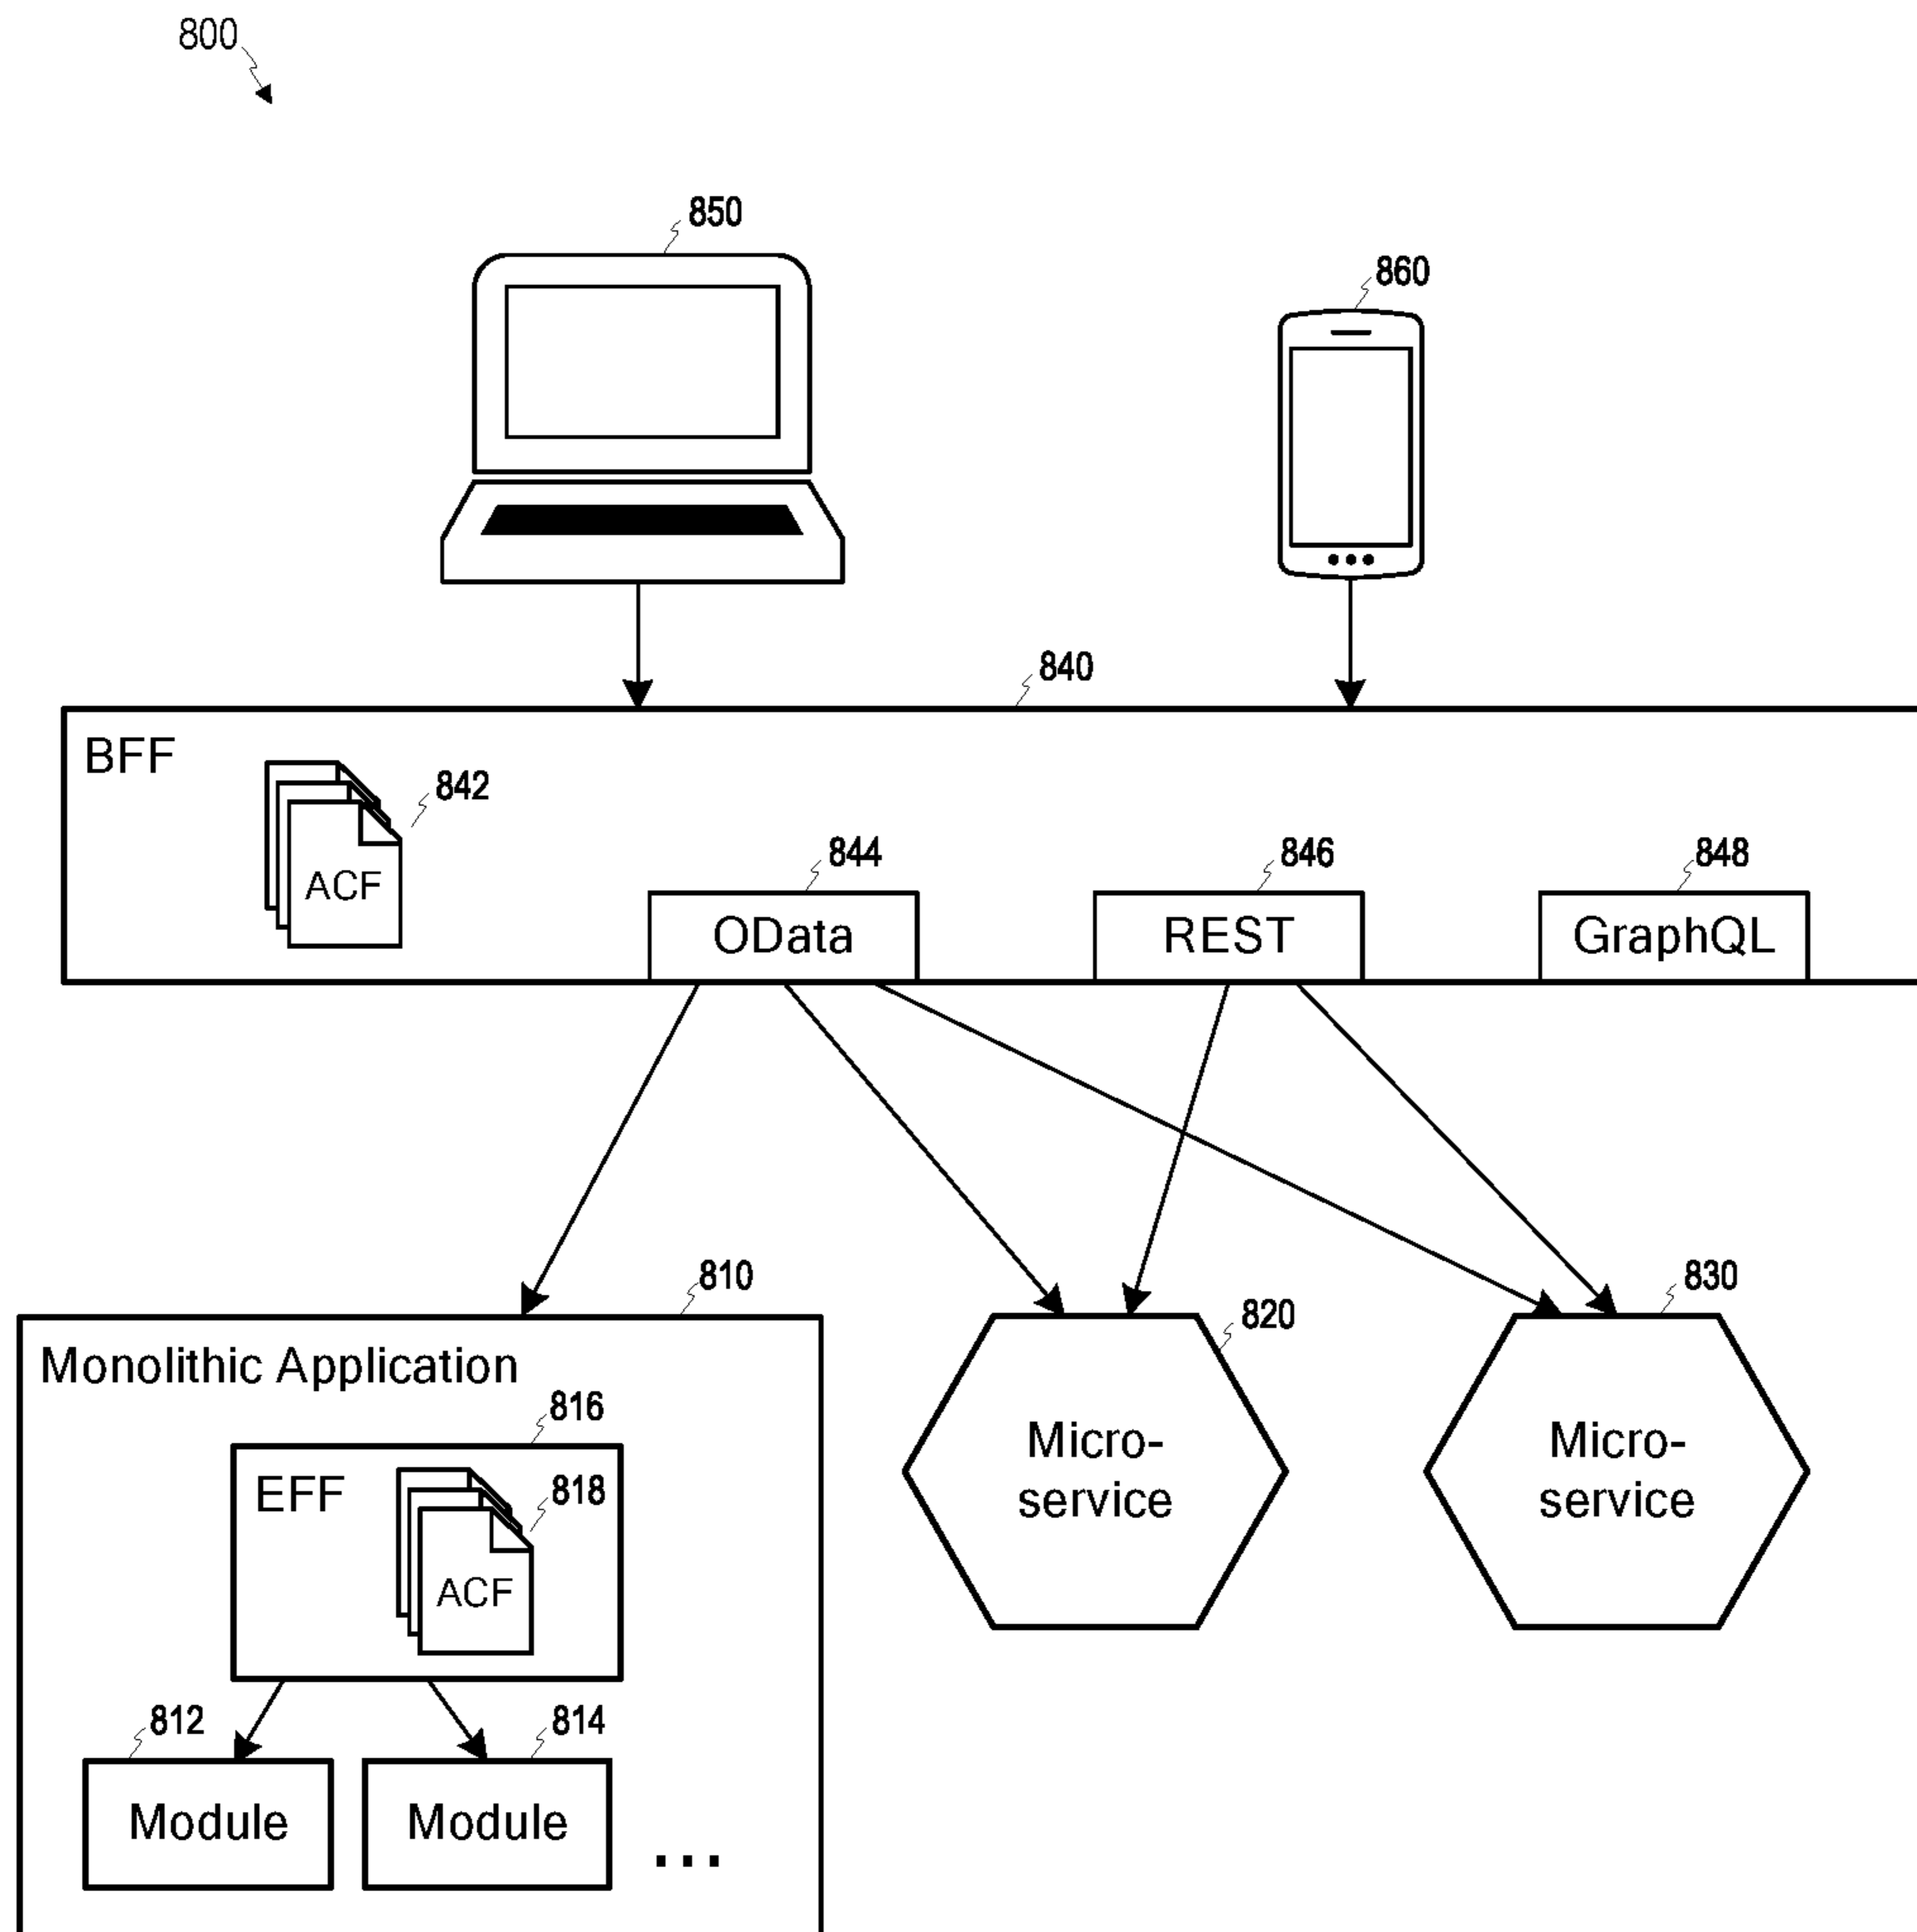 800
850
860
840
BFF
842
ACF
844
846
848
OData
REST
GraphQL
810
820
830
Monolithic Application
816
EFF
818
ACF
Micro-
service
Micro-
service
812
814
Module
Module
...